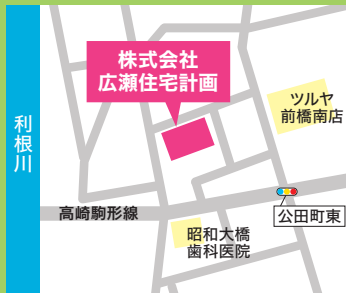 株式会社
広瀬住宅計画
ツルヤ
前橋南店
利根川
高崎駒形線
公田町東
昭和大橋
歯科医院